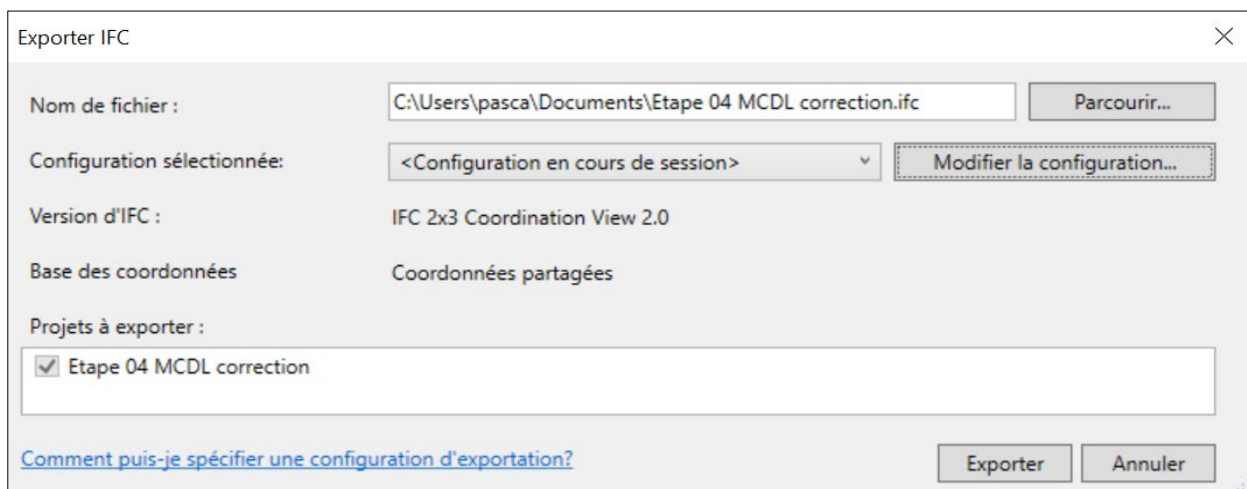 Exporter IFC
Nom de fichier :
C:\Users\pasca\Documents\Etape 04 MCDL correction.ifc
Parcourir...
Configuration sélectionnée:
<Configuration en cours de session>
Modifier la configuration...
Version d'IFC :
IFC 2x3 Coordination View 2.0
Base des coordonnées
Coordonnées partagées
Projets à exporter :
Etape 04 MCDL correction
Comment puis-je spécifier une configuration d'exportation?
Exporter
Annuler